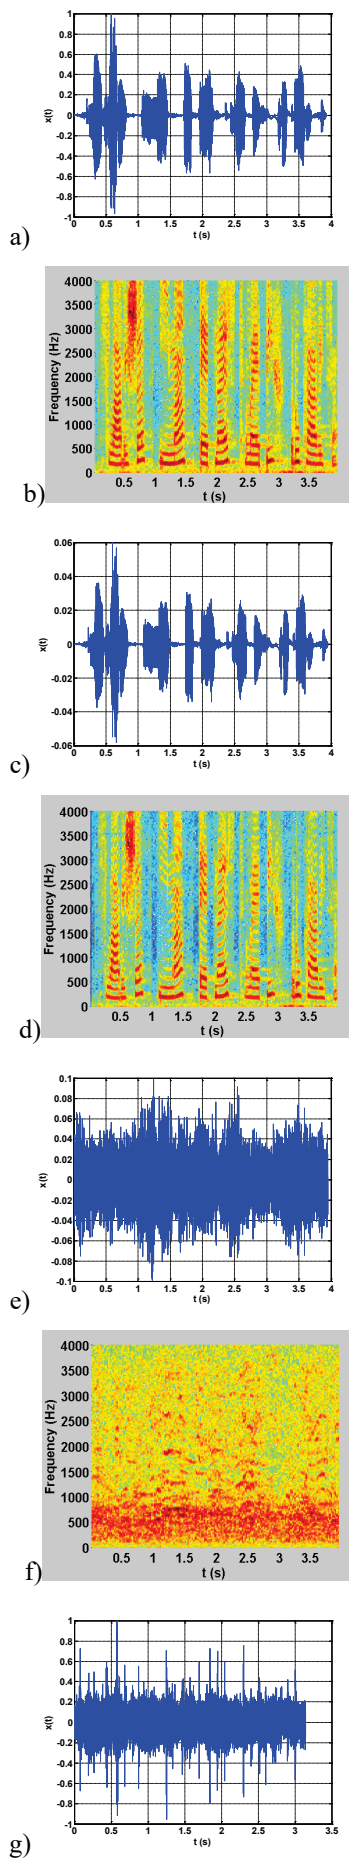 1
0.8
0.6
0.4
0.2
0
-0.2
-0.4
-0.6
-0.8
-1
x(t)
0 0.5 1 1.5 2 2.5 3 3.5 4
t (s)
a)
4000
3500
3000
2500
2000
1500
1000
500
0
Frequency (Hz)
0.5 1 1.5 2 2.5 3 3.5
t (s)
b)
0.06
0.04
0.02
0
-0.02
-0.04
-0.06
x(t)
0 0.5 1 1.5 2 2.5 3 3.5 4
t (s)
c)
4000
3500
3000
2500
2000
1500
1000
500
0
Frequency (Hz)
0.5 1 1.5 2 2.5 3 3.5
t (s)
d)
0.1
0.08
0.06
0.04
0.02
0
-0.02
-0.04
-0.06
-0.08
-0.1
x(t)
0 0.5 1 1.5 2 2.5 3 3.5 4
t (s)
e)
4000
3500
3000
2500
2000
1500
1000
500
0
Frequency (Hz)
0.5 1 1.5 2 2.5 3 3.5
t (s)
f)
1
0.8
0.6
0.4
0.2
0
-0.2
-0.4
-0.6
-0.8
-1
x(t)
0 0.5 1 1.5 2 2.5 3 3.5
t (s)
g)